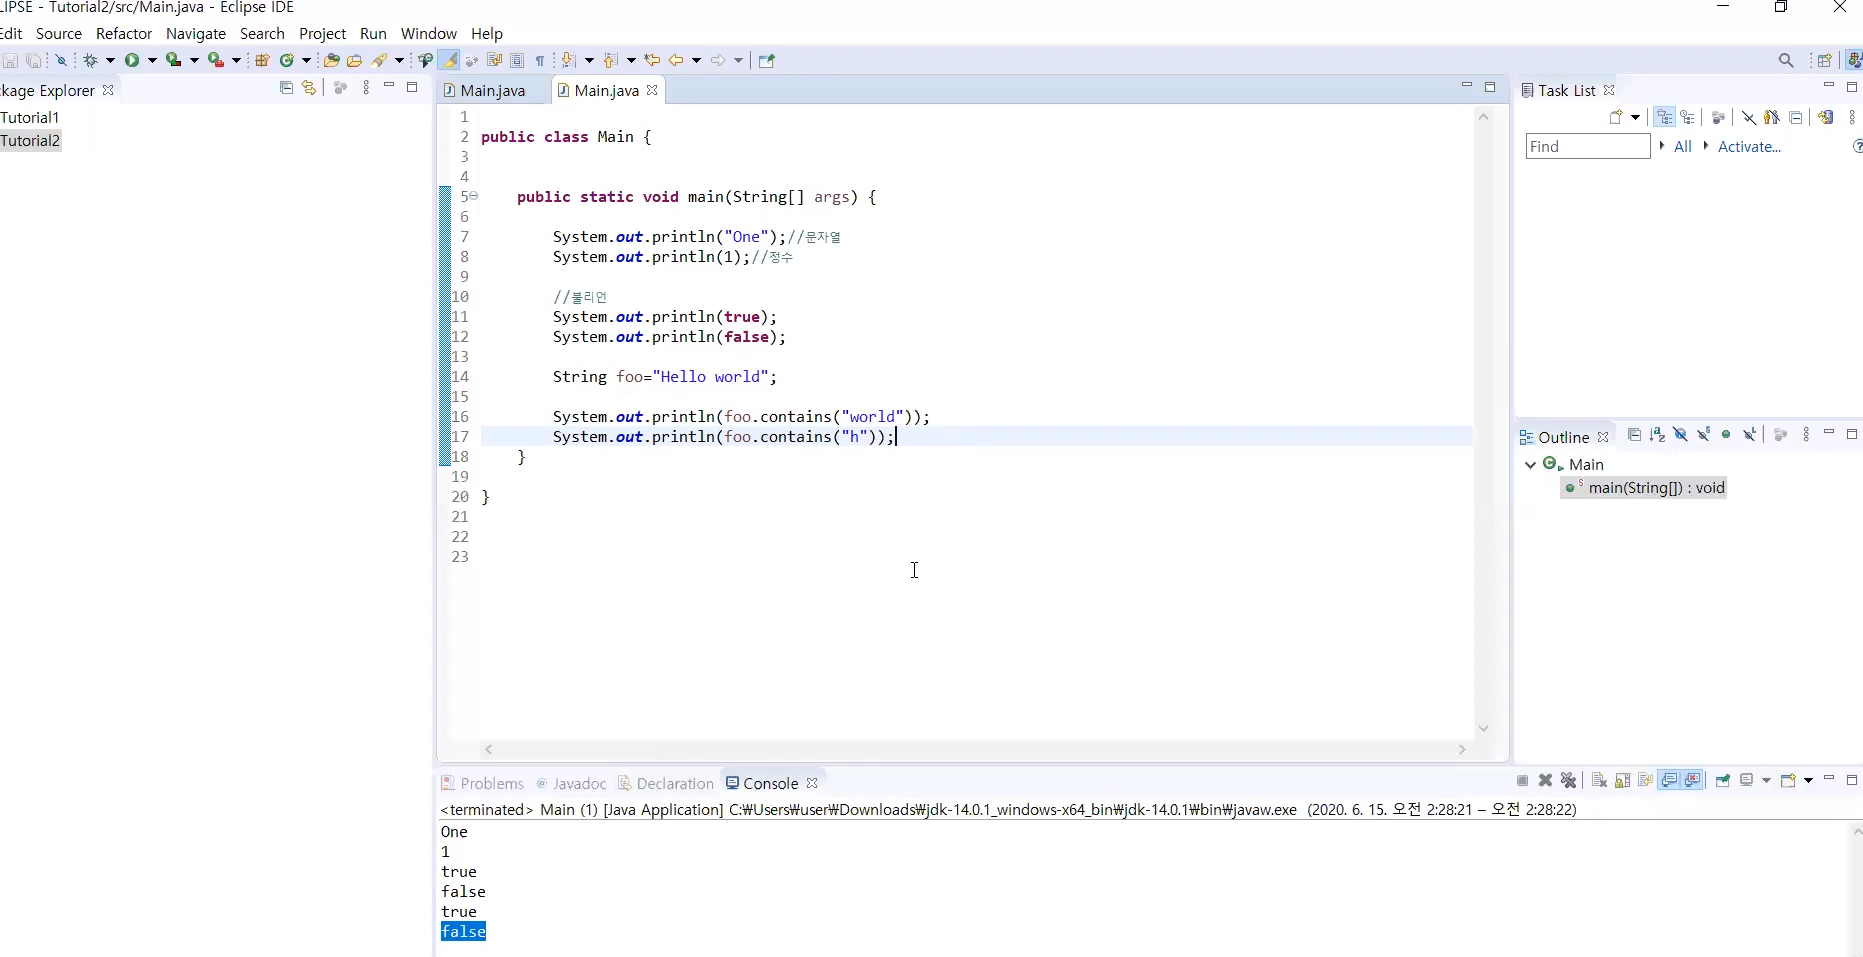 LIPSE - Tutorial2/src/Main.java - Eclipse IDE
Edit Source Refactor Navigate Search Project Run Window Help
ckage Explorer
Tutorial1
Tutorial2
Main.java
Main.java
1
2 public class Main {
3
4
5 public static void main(String[] args) {
6
7 System.out.println("One");//문자열
8 System.out.println(1);//정수
9
10 //불리언
11 System.out.println(true);
12 System.out.println(false);
13
14 String foo="Hello world";
15
16 System.out.println(foo.contains("world"));
17 System.out.println(foo.contains("h"));
18 }
19
20 }
21
22
23
Task List
Find All Activate...
Outline
Main
main(String[]) : void
Problems @ Javadoc Declaration Console
<terminated> Main (1) [Java Application] C:₩Users₩user₩Downloads₩jdk-14.0.1_windows-x64_bin₩jdk-14.0.1₩bin₩javaw.exe (2020. 6. 15. 오전 2:28:21 – 오전 2:28:22)
One
1
true
false
true
false